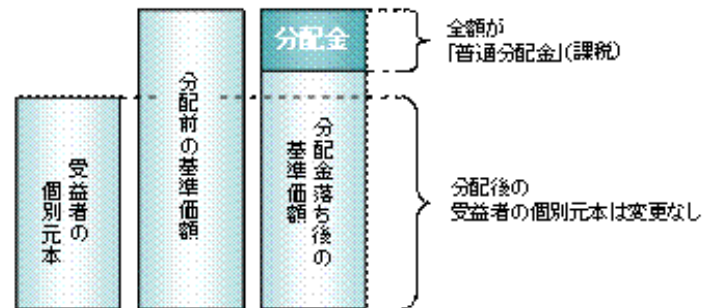 受益者の
個別元本
分配前の基準価額
分配金
分配金落ち後の
基準価額
全額が
「普通分配金」(課税)
分配後の
受益者の個別元本は変更なし